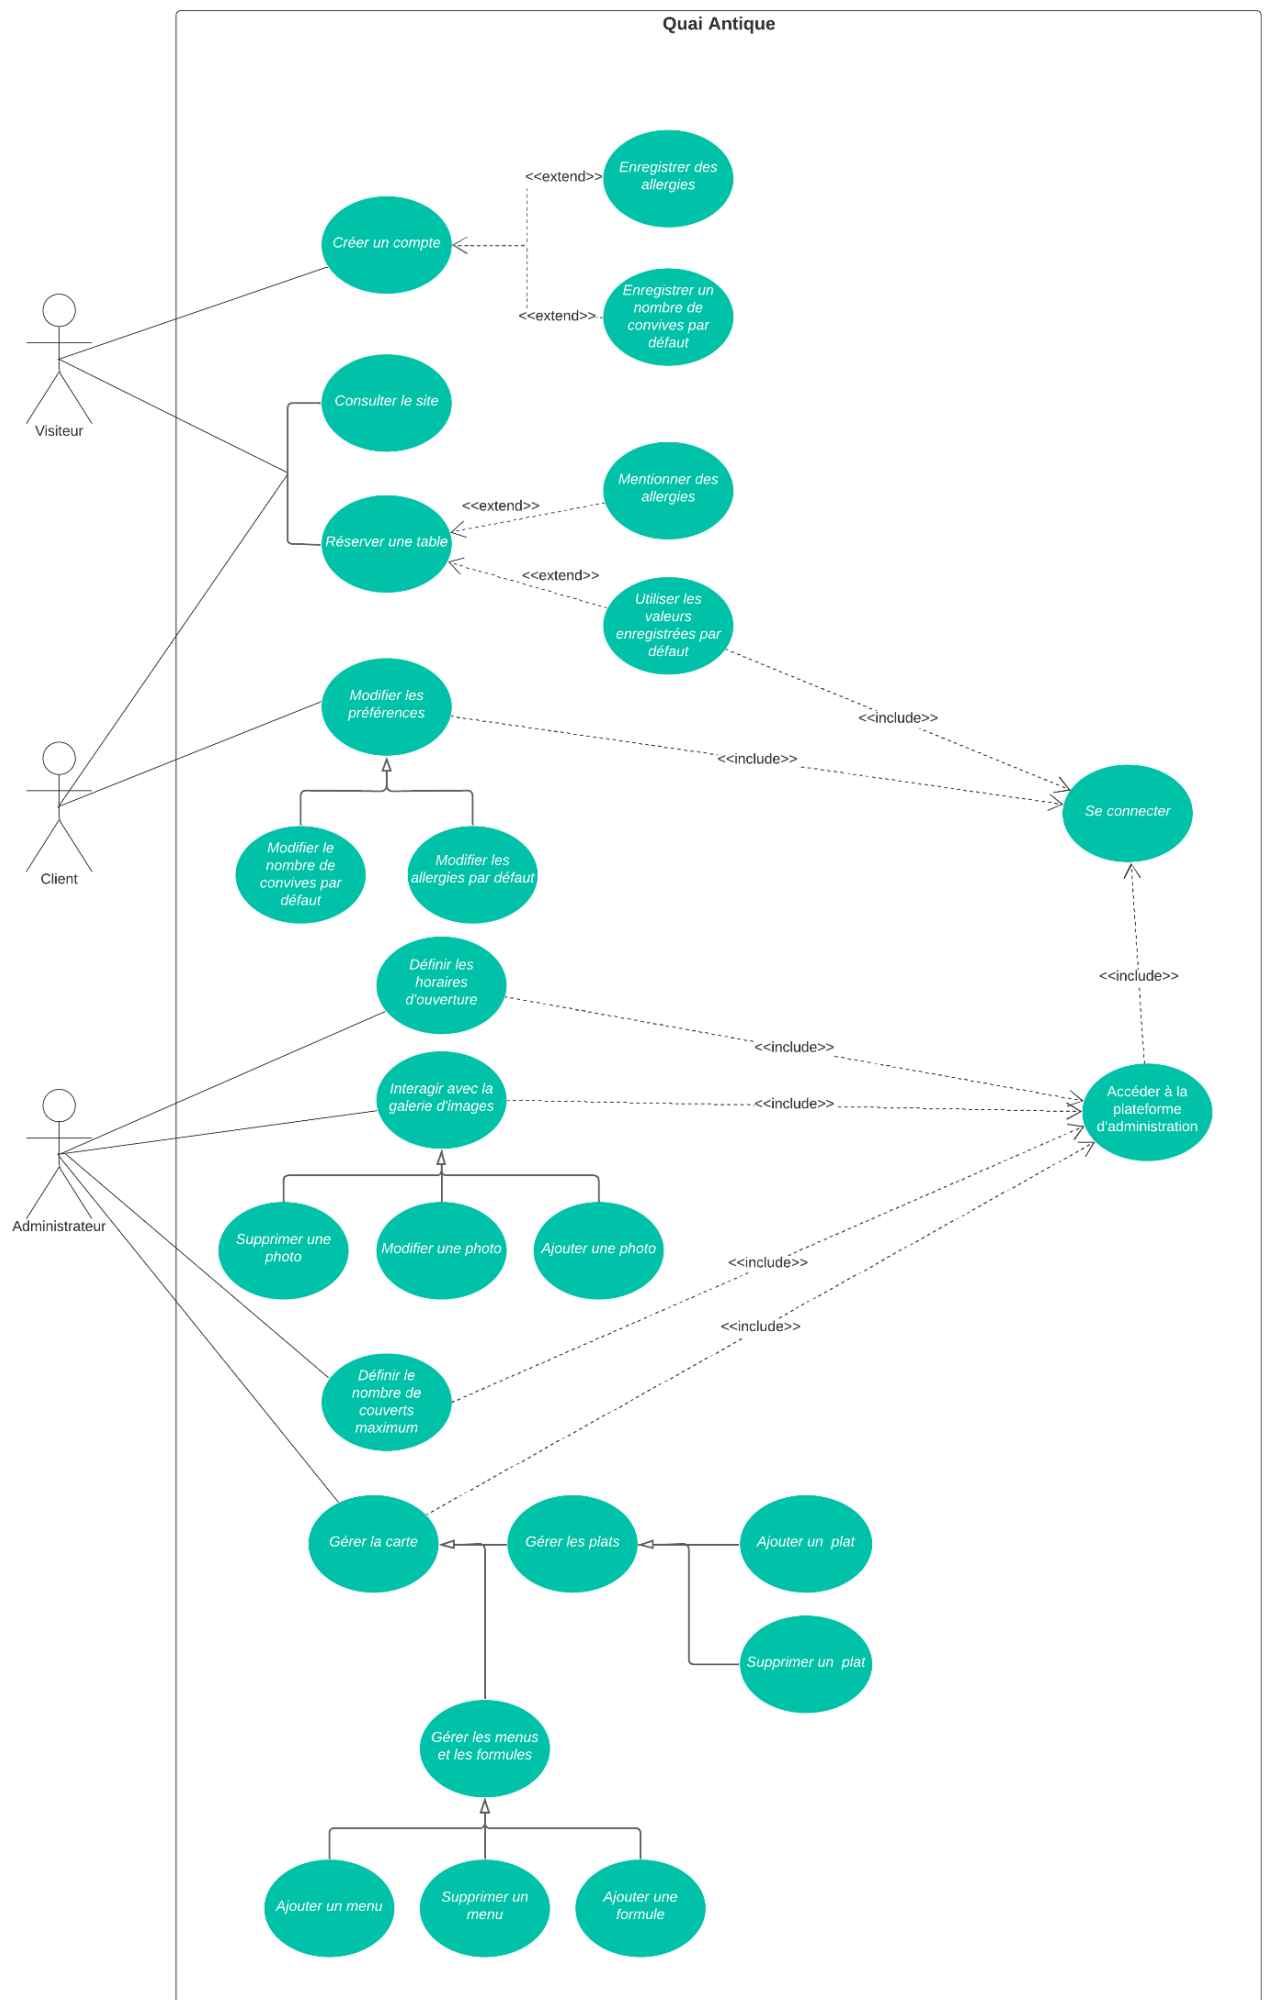 Quai Antique
Enregistrer des
allergies
<<extend>>
Créer un compte
Enregistrer un
nombre de
convives par
défaut
<<extend>>
Visiteur
Consulter le site
Mentionner des
allergies
<<extend>>
Réserver une table
<<extend>>
Utiliser les
valeurs
enregistrées par
défaut
Modifier les
préférences
<<include>>
<<include>>
Se connecter
Client
Modifier le
nombre de
convives par
défaut
Modifier les
allergies par défaut
Définir les
horaires
d'ouverture
<<include>>
<<include>>
Interagir avec la
galerie d'images
<<include>>
Accéder à la
plateforme
d'administration
Administrateur
Supprimer une
photo
Modifier une photo
Ajouter une photo
<<include>>
<<include>>
Définir le
nombre de
couverts
maximum
Gérer la carte
Gérer les plats
Ajouter un  plat
Supprimer un  plat
Gérer les menus
et les formules
Ajouter un menu
Supprimer un
menu
Ajouter une
formule